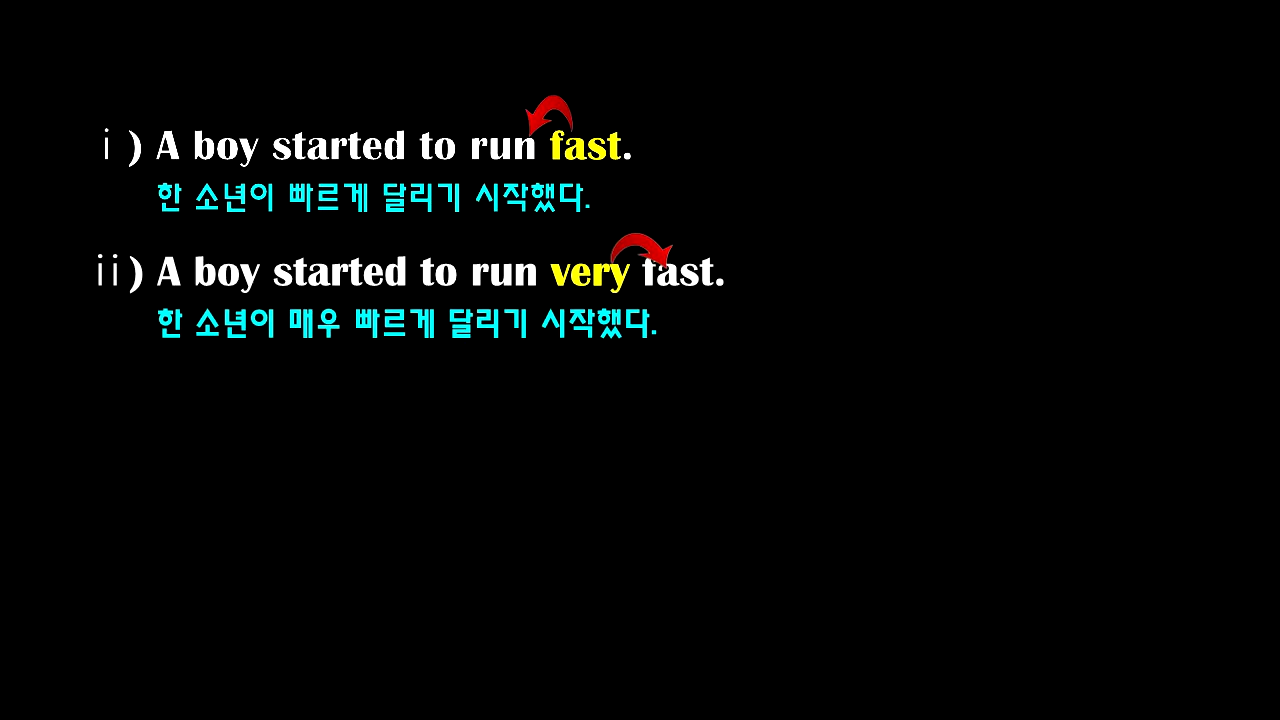 ⅰ) A boy started to run fast.
한 소년이 빠르게 달리기 시작했다.
ⅱ) A boy started to run very fast.
한 소년이 매우 빠르게 달리기 시작했다.